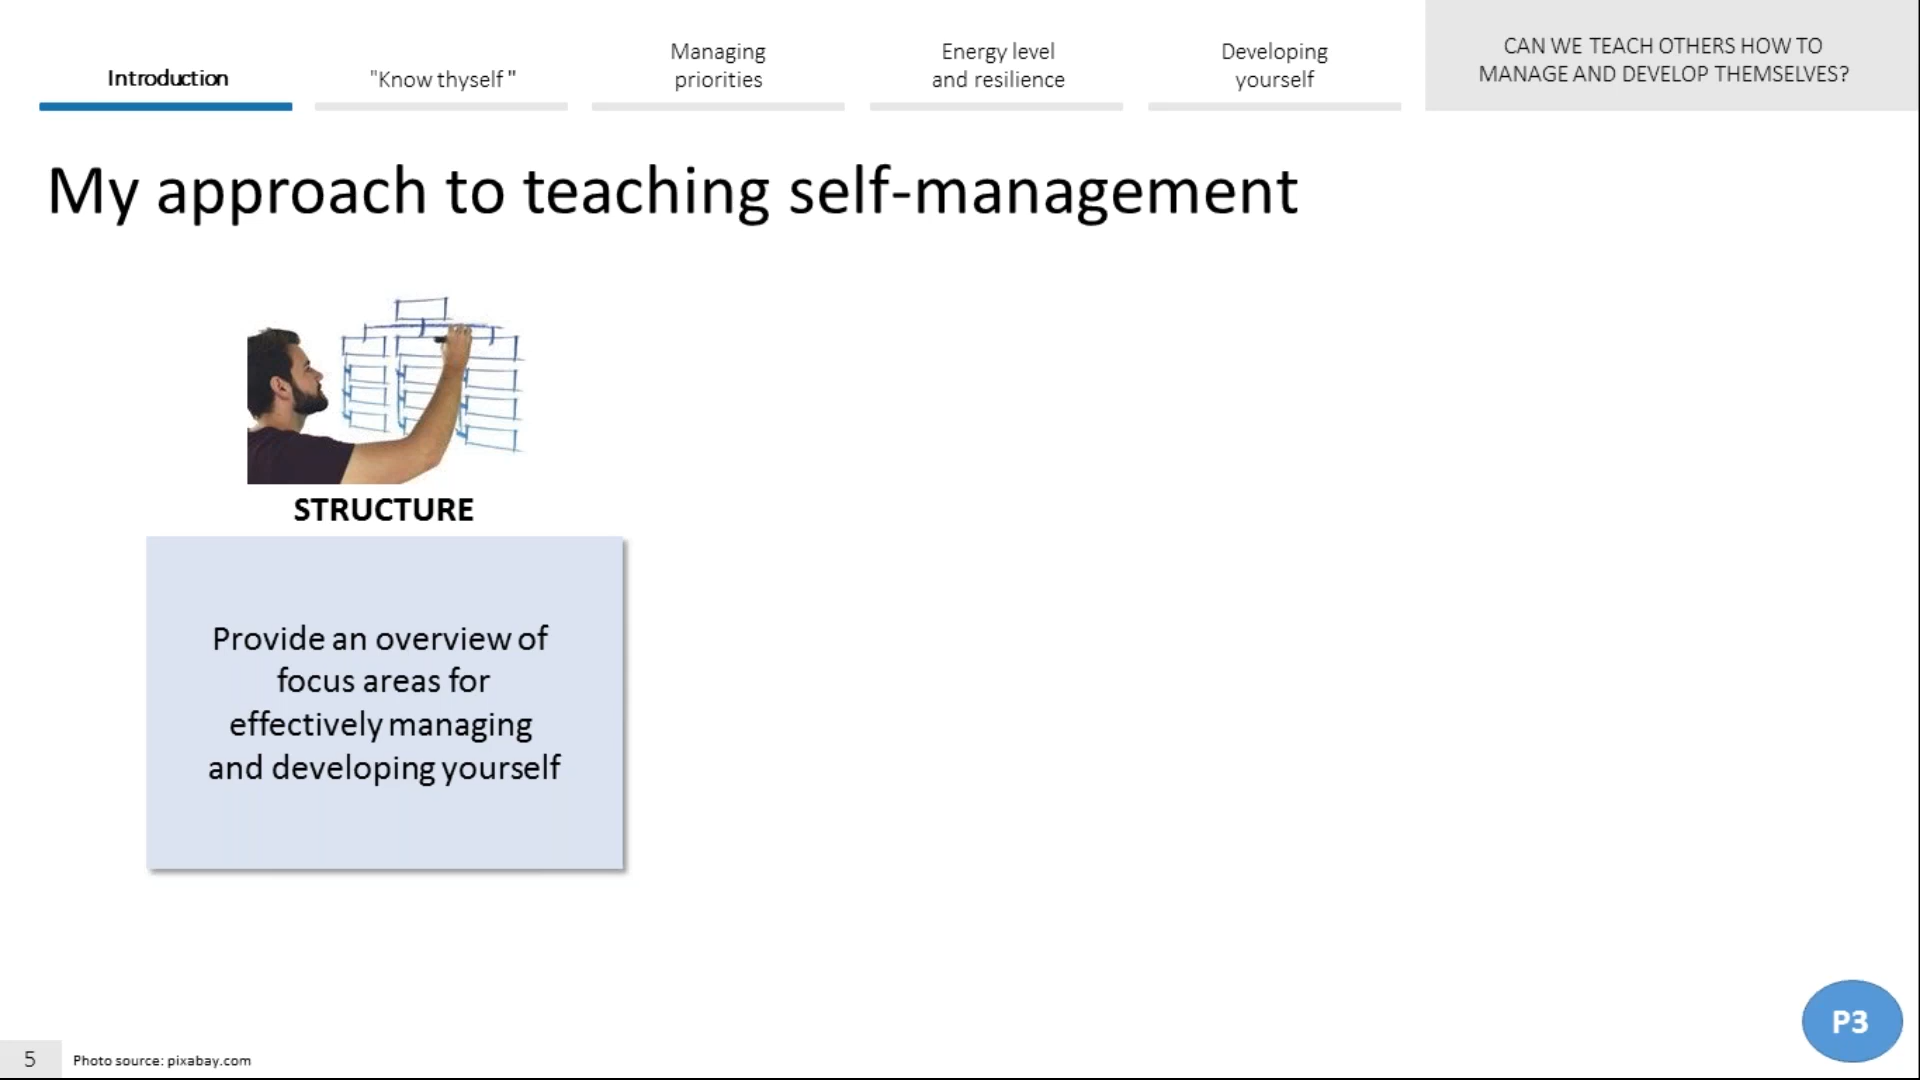 Introduction
"Know thyself"
Managing
priorities
Energy level
and resilience
Developing
yourself
CAN WE TEACH OTHERS HOW TO
MANAGE AND DEVELOP THEMSELVES?
My approach to teaching self-management
STRUCTURE
Provide an overview of
focus areas for
effectively managing
and developing yourself
P3
5
Photo source: pixabay.com